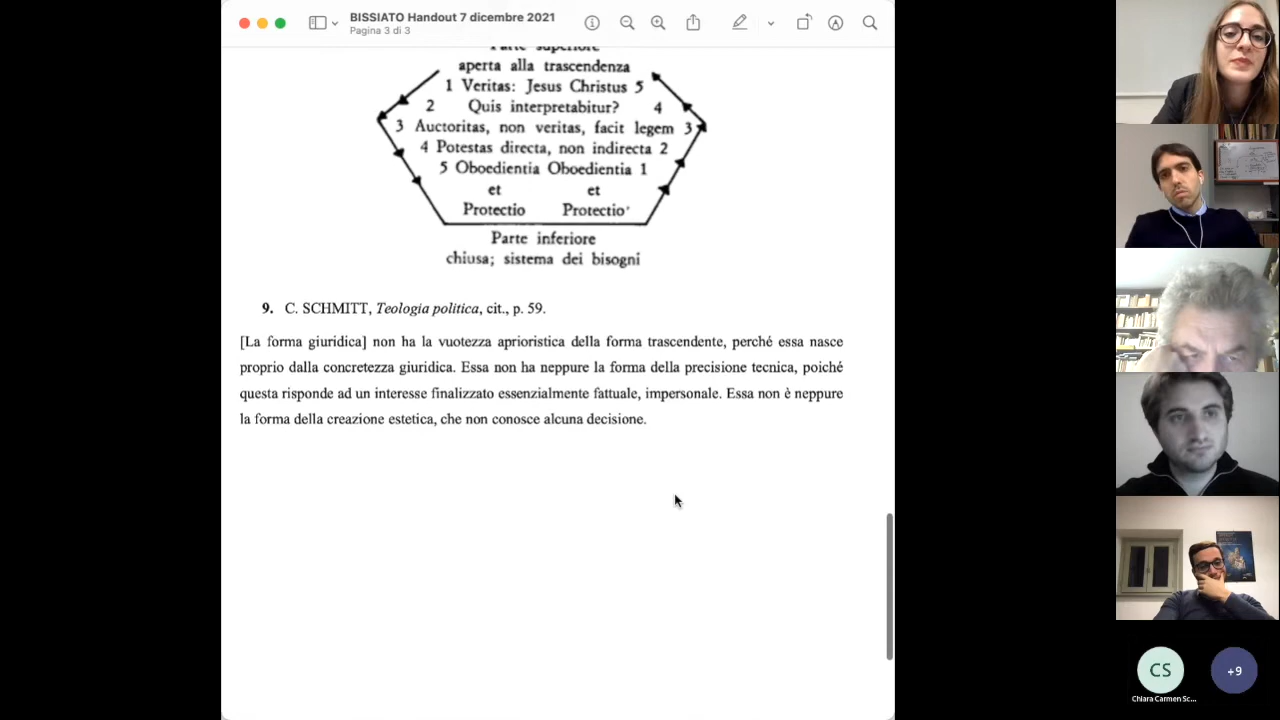 BISSIATO Handout 7 dicembre 2021
Pagina 3 di 3
Parte superiore
aperta alla trascendenza
1 Veritas: Jesus Christus 5
2 Quis interpretabitur? 4
3 Auctoritas, non veritas, facit legem 3
4 Potestas directa, non indirecta 2
5 Oboedientia Oboedientia 1
et et
Protectio Protectio
Parte inferiore
chiusa; sistema dei bisogni
9. C. SCHMITT, Teologia politica, cit., p. 59.
[La forma giuridica] non ha la vuotezza aprioristica della forma trascendente, perché essa nasce
proprio dalla concretezza giuridica. Essa non ha neppure la forma della precisione tecnica, poiché
questa risponde ad un interesse finalizzato essenzialmente fattuale, impersonale. Essa non è neppure
la forma della creazione estetica, che non conosce alcuna decisione.
CS
+9
Chiara Carmen Sc...